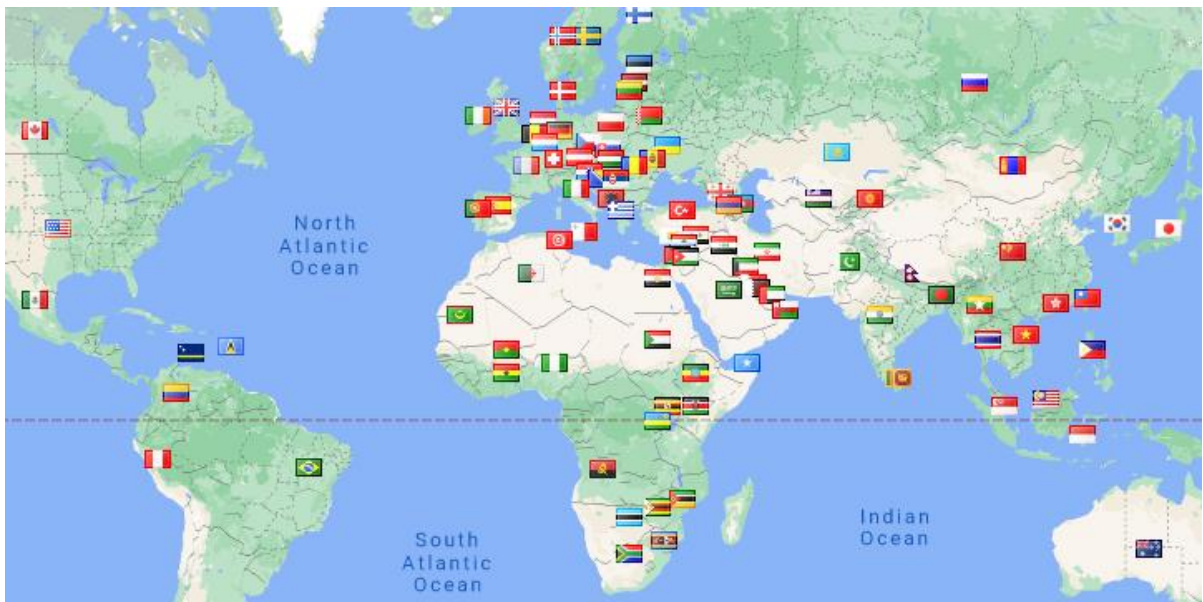 North
Atlantic
Ocean
South
Atlantic
Ocean
Indian
Ocean